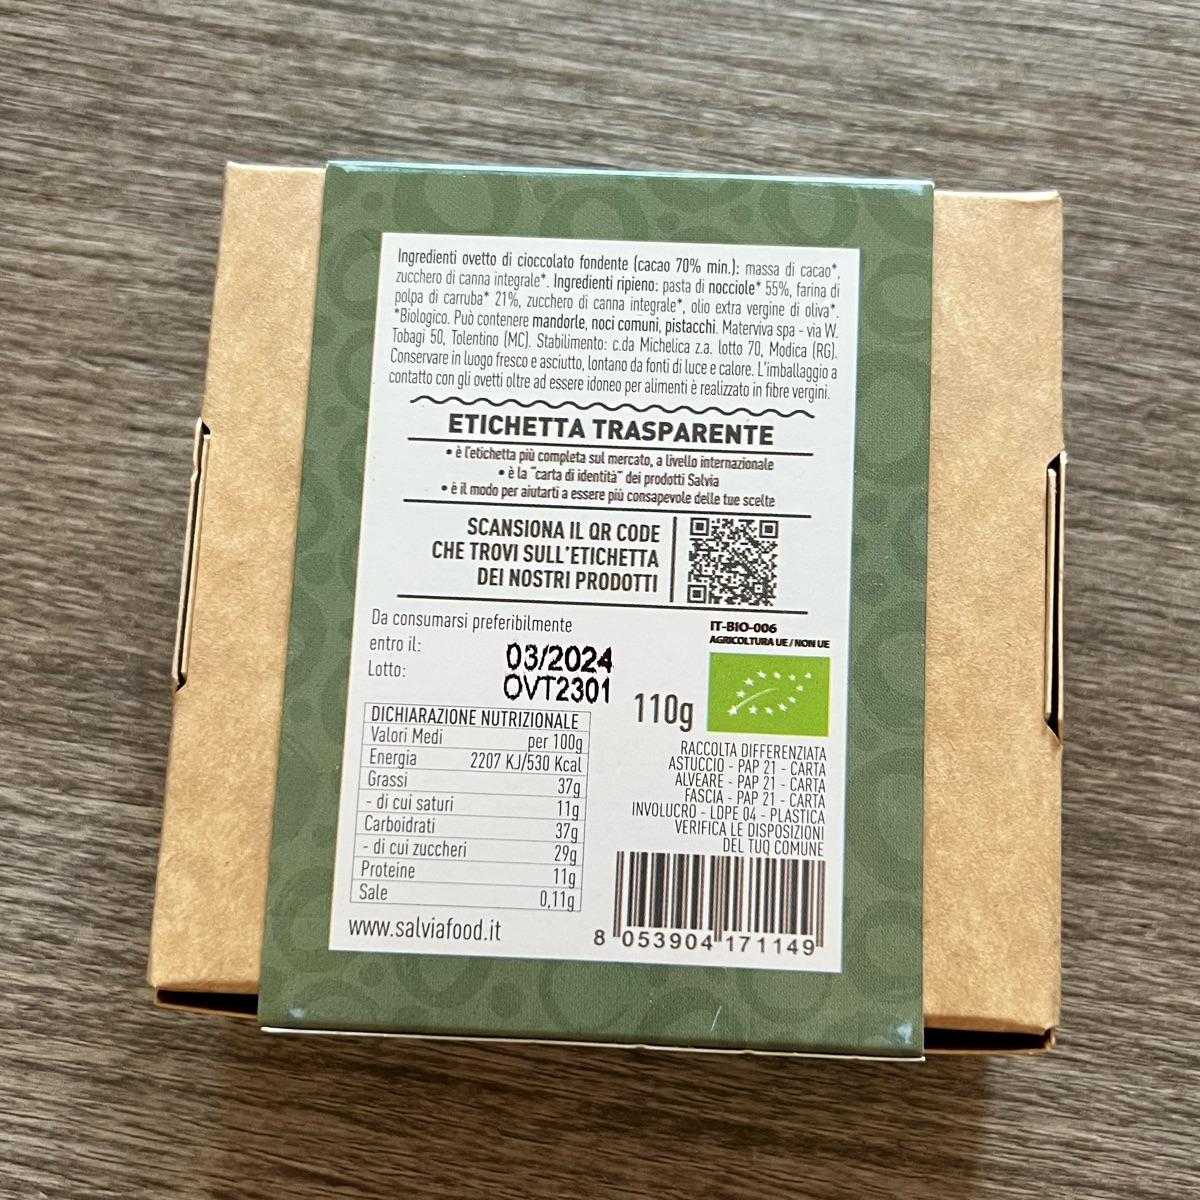 Ingredienti ovetto di cioccolato fondente (cacao 70% min.): massa di cacao*,
zucchero di canna integrale*. Ingredienti ripieno: pasta di nocciole* 55%, farina di
polpa di carruba* 21%, zucchero di canna integrale*, olio extra vergine di oliva*.
*Biologico. Può contenere mandorle, noci comuni, pistacchi. Materviva spa - via W.
Tobagi 50, Tolentino (MC). Stabilimento: c.da Michelica z.a. lotto 70, Modica (RG).
Conservare in luogo fresco e asciutto, lontano da fonti di luce e calore. L'imballaggio a
contatto con gli ovetti oltre ad essere idoneo per alimenti è realizzato in fibre vergini.
ETICHETTA TRASPARENTE
• è l'etichetta più completa sul mercato, a livello internazionale
• è la "carta di identità" dei prodotti Salvia
• è il modo per aiutarti a essere più consapevole delle tue scelte
SCANSIONA IL QR CODE
CHE TROVI SULL'ETICHETTA
DEI NOSTRI PRODOTTI
Da consumarsi preferibilmente
entro il: 03/2024
Lotto: OVT2301
IT-BIO-006
AGRICOLTURA UE / NON UE
110g
DICHIARAZIONE NUTRIZIONALE
Valori Medi per 100g
Energia 2207 KJ/530 Kcal
Grassi 37g
- di cui saturi 11g
Carboidrati 37g
- di cui zuccheri 29g
Proteine 11g
Sale 0,11g
www.salviafood.it
RACCOLTA DIFFERENZIATA
ASTUCCIO - PAP 21 - CARTA
ALVEARE - PAP 21 - CARTA
FASCIA - PAP 21 - CARTA
INVOLUCRO - LDPE 04 - PLASTICA
VERIFICA LE DISPOSIZIONI
DEL TUO COMUNE
8 053904 171149